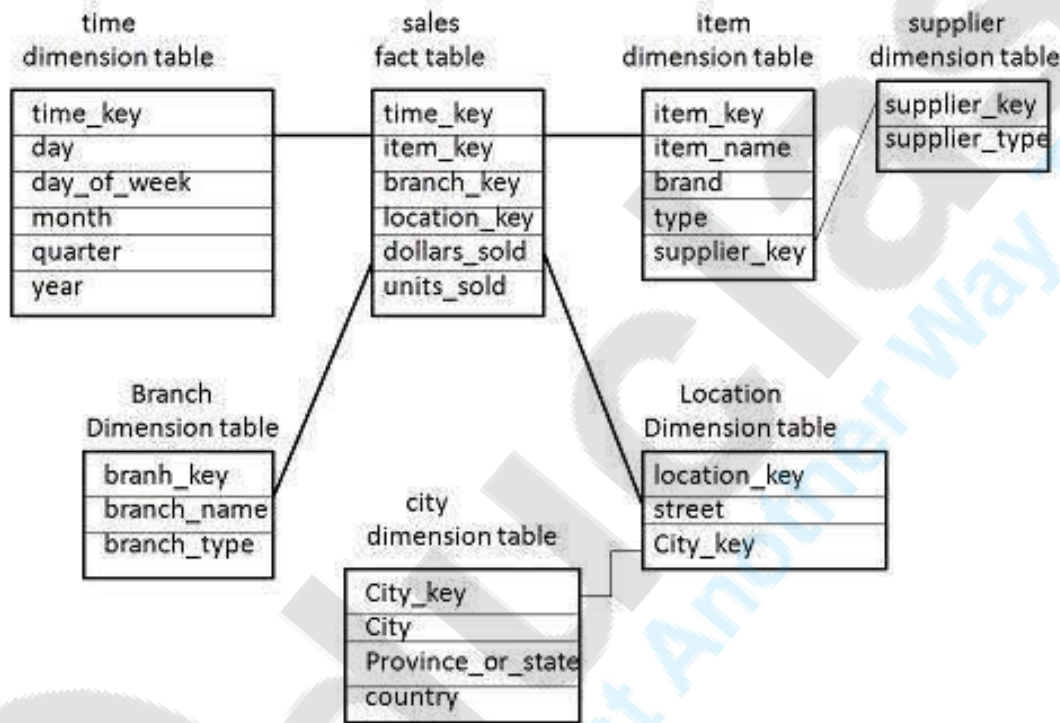 time
dimension table
time_key
day
day_of_week
month
quarter
year
sales
fact table
time_key
item_key
branch_key
location_key
dollars_sold
units_sold
item
dimension table
item_key
item_name
brand
type
supplier_key
supplier
dimension table
supplier_key
supplier_type
Branch
Dimension table
branh_key
branch_name
branch_type
city
dimension table
City_key
City
Province_or_state
country
Location
Dimension table
location_key
street
City_key
Another Way